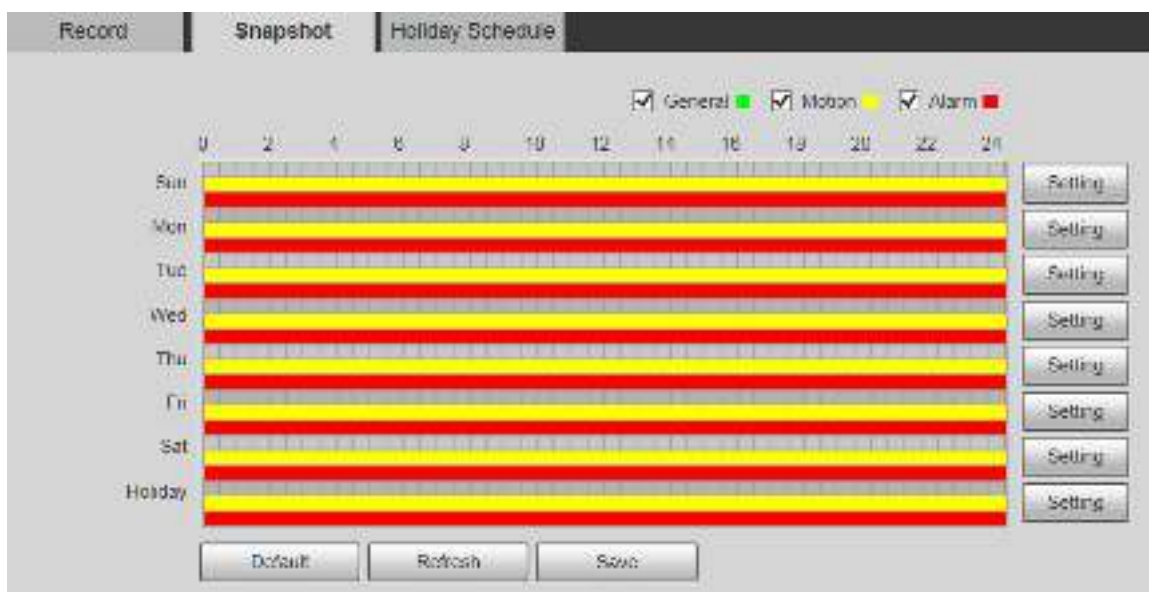 Record Snapshot Holiday Schedule
General Motion Alarm
0 2 4 6 8 10 12 14 16 18 20 22 24
Sun Setting
Mon Setting
Tue Setting
Wed Setting
Thu Setting
Fri Setting
Sat Setting
Holiday Setting
Default Refresh Save